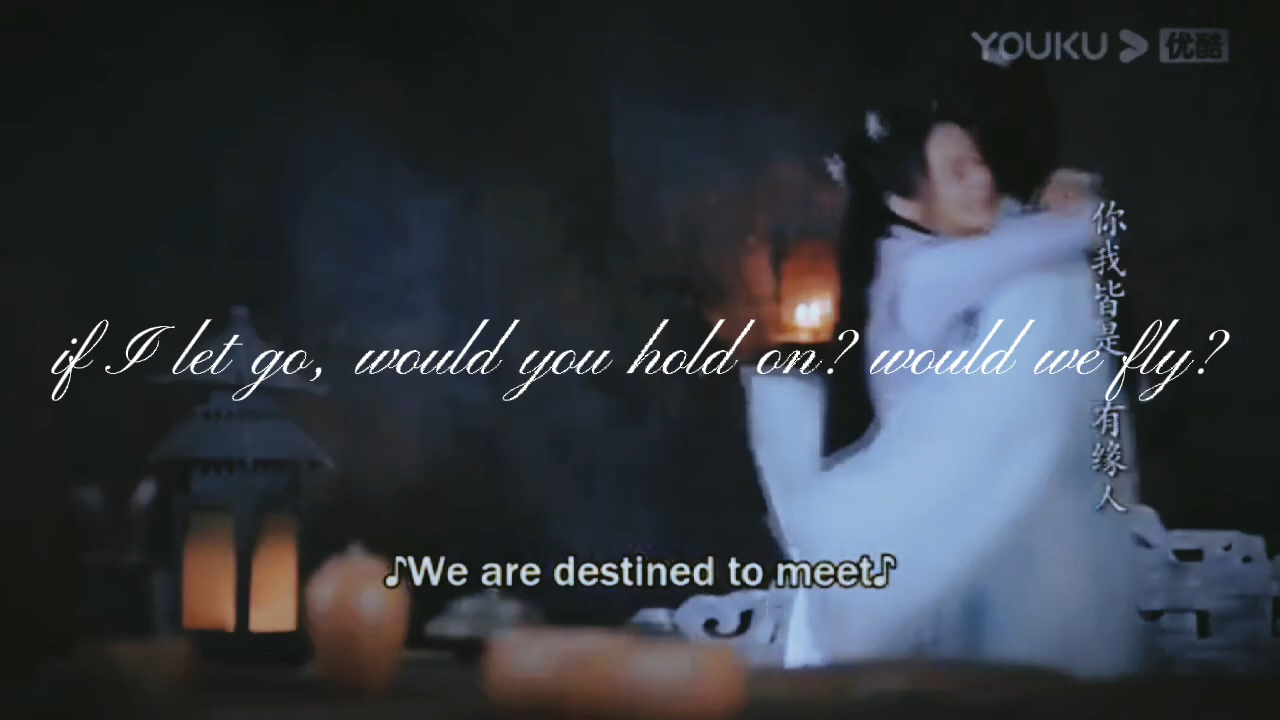 YOUKU 优酷
你我皆是 有缘人
if I let go, would you hold on? would we fly?
♪We are destined to meet♪